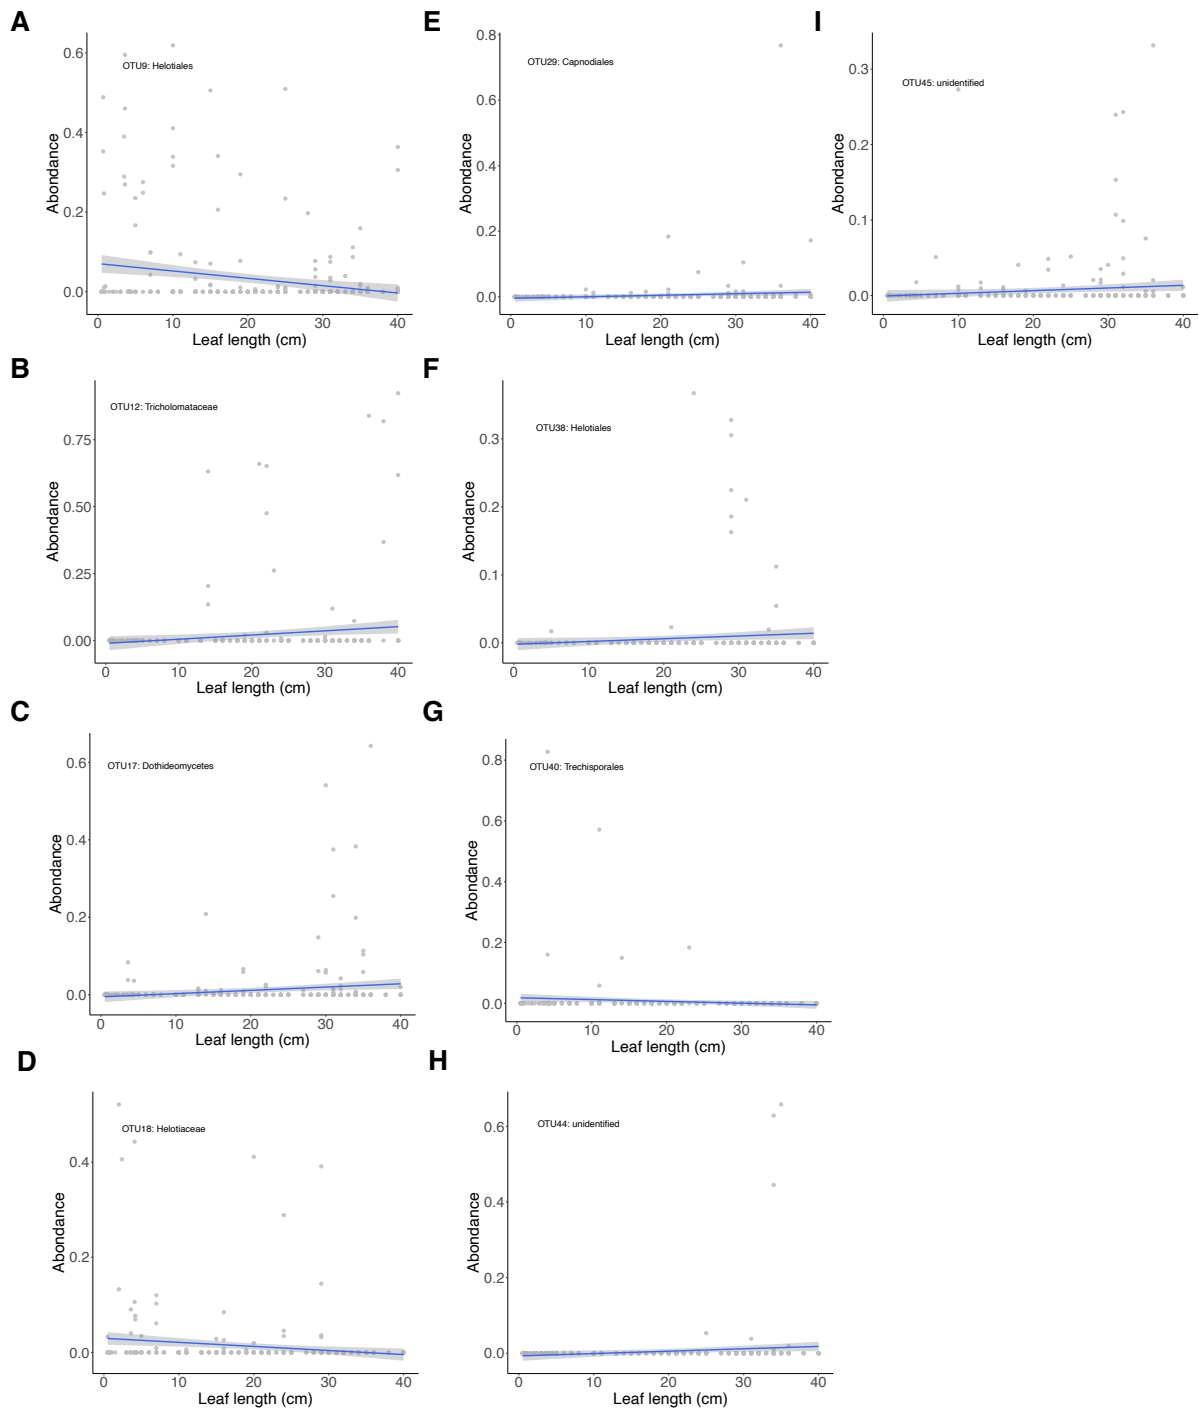 A
0.6
OTU9: Helotiales
0.4
Abondance
0.2
0.0
0 10 20 30 40
Leaf length (cm)
B
OTU12: Tricholomataceae
0.75
Abondance
0.50
0.25
0.00
0 10 20 30 40
Leaf length (cm)
C
0.6
OTU17: Dothideomycetes
0.4
Abondance
0.2
0.0
0 10 20 30 40
Leaf length (cm)
D
OTU18: Helotiaceae
0.4
Abondance
0.2
0.0
0 10 20 30 40
Leaf length (cm)
E
0.8
OTU29: Capnodiales
0.6
Abondance
0.4
0.2
0.0
0 10 20 30 40
Leaf length (cm)
F
OTU38: Helotiales
0.3
Abondance
0.2
0.1
0.0
0 10 20 30 40
Leaf length (cm)
G
0.8
OTU40: Trechisporales
0.6
Abondance
0.4
0.2
0.0
0 10 20 30 40
Leaf length (cm)
H
OTU44: unidentified
0.6
Abondance
0.4
0.2
0.0
0 10 20 30 40
Leaf length (cm)
I
OTU45: unidentified
0.3
Abondance
0.2
0.1
0.0
0 10 20 30 40
Leaf length (cm)